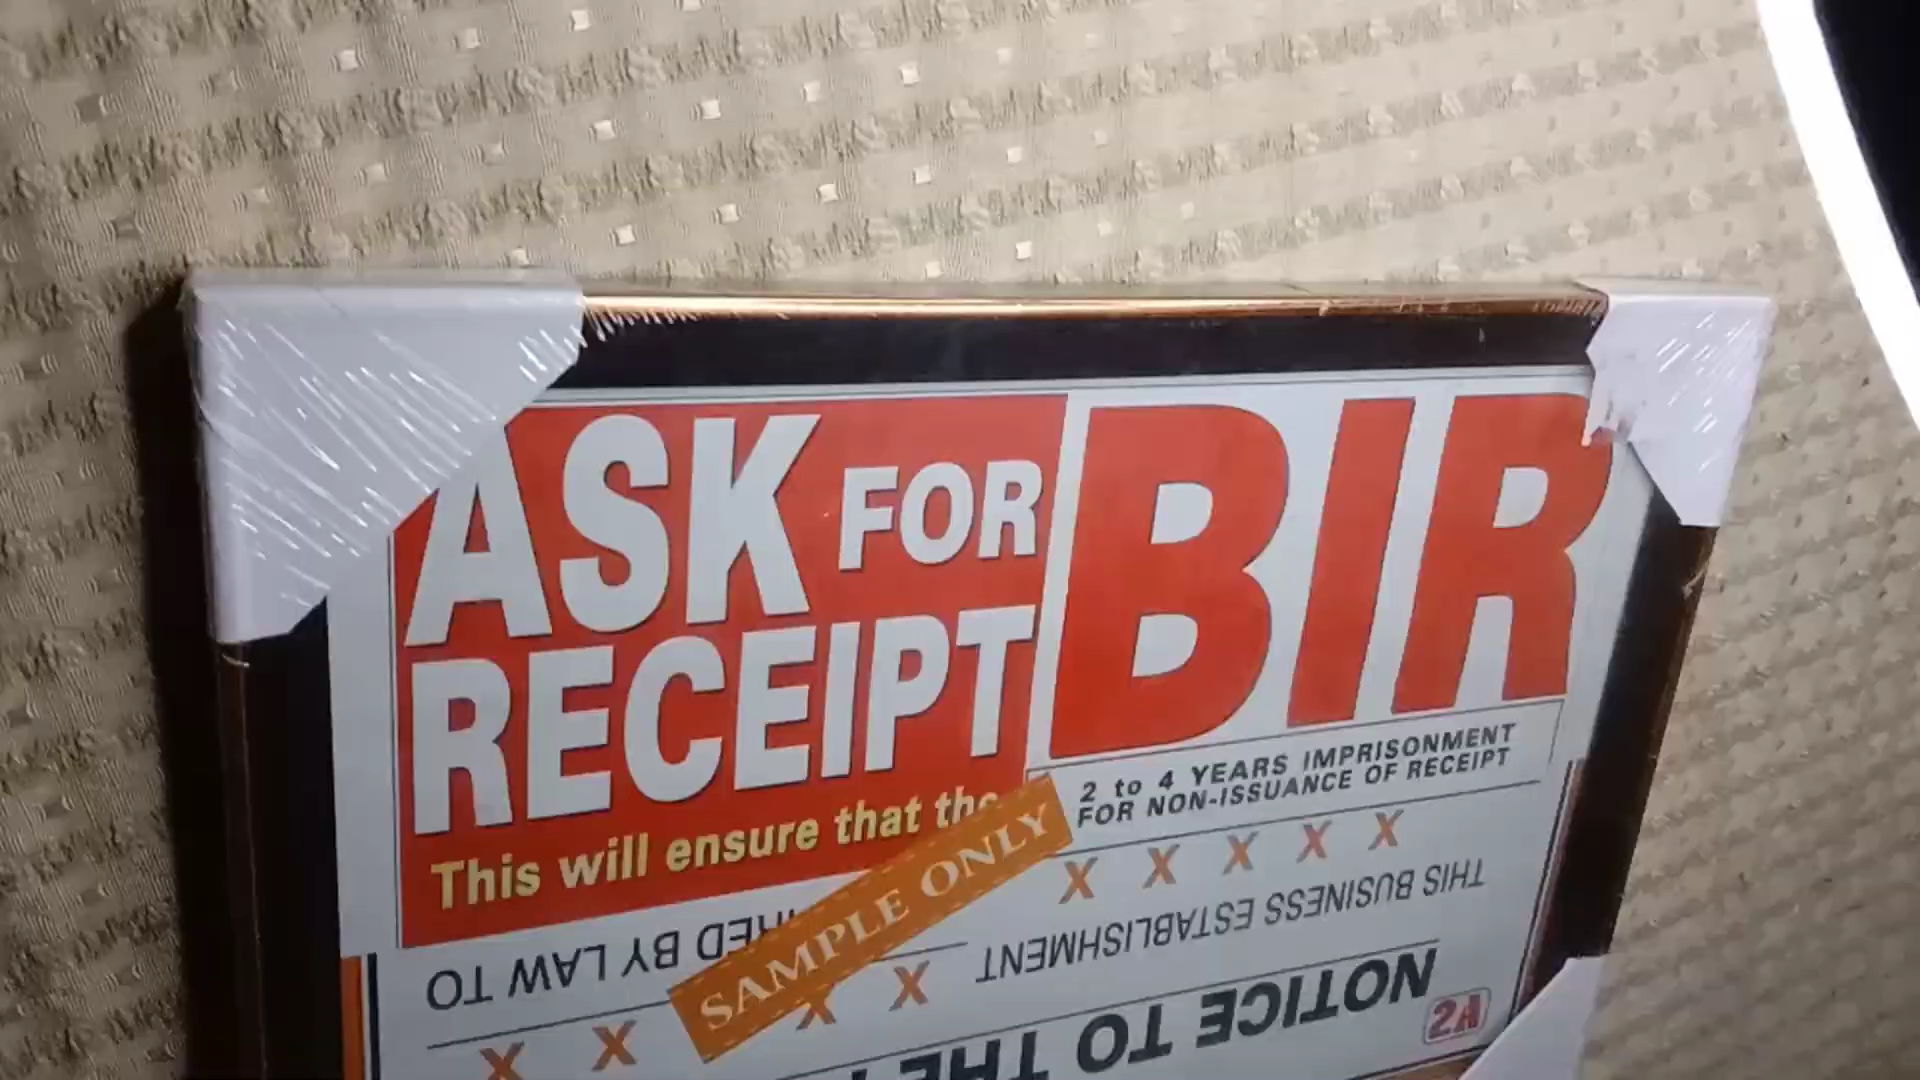 ASK FOR
RECEIPT
This will ensure that the
BIR
2 to 4 YEARS IMPRISONMENT
FOR NON-ISSUANCE OF RECEIPT
SAMPLE ONLY
X X X X X
X X X X
2A
NOTICE TO THE
THIS BUSINESS ESTABLISHMENT
BY LAW TO